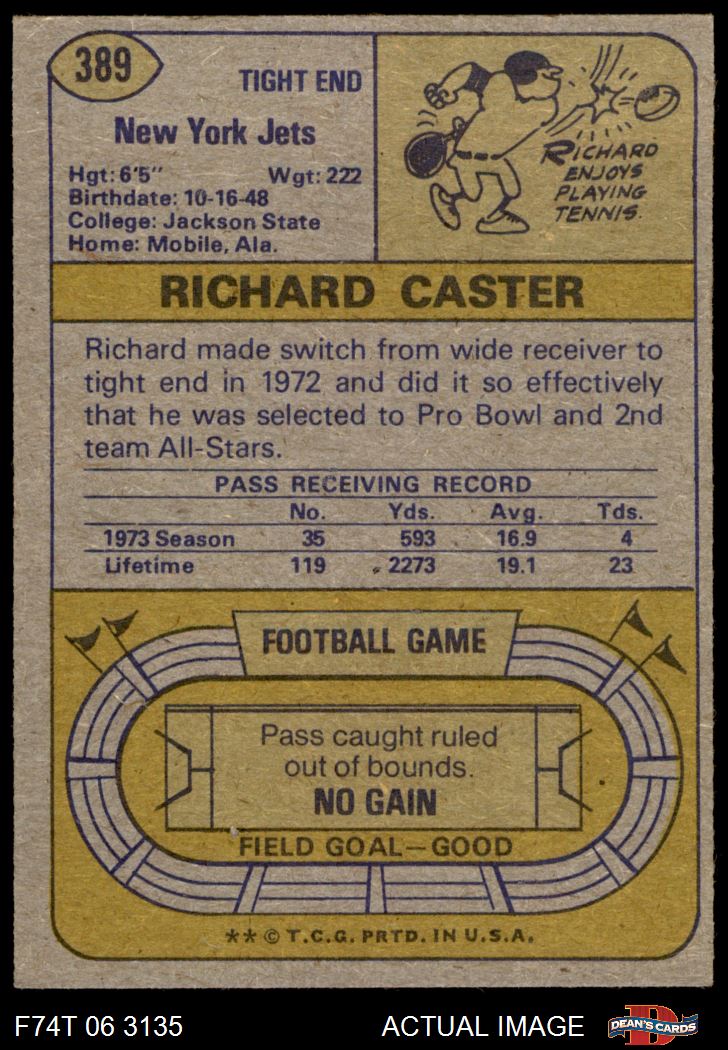 389
TIGHT END
New York Jets
Hgt: 6'5" Wgt: 222
Birthdate: 10-16-48
College: Jackson State
Home: Mobile, Ala.
RICHARD
ENJOYS
PLAYING
TENNIS.
RICHARD CASTER
Richard made switch from wide receiver to
tight end in 1972 and did it so effectively
that he was selected to Pro Bowl and 2nd
team All-Stars.
PASS RECEIVING RECORD
No. Yds. Avg. Tds.
1973 Season 35 593 16.9 4
Lifetime 119 2273 19.1 23
FOOTBALL GAME
Pass caught ruled
out of bounds.
NO GAIN
FIELD GOAL—GOOD
** © T.C.G. PRTD. IN U.S.A.
F74T 06 3135 ACTUAL IMAGE
D
DEAN'S CARDS